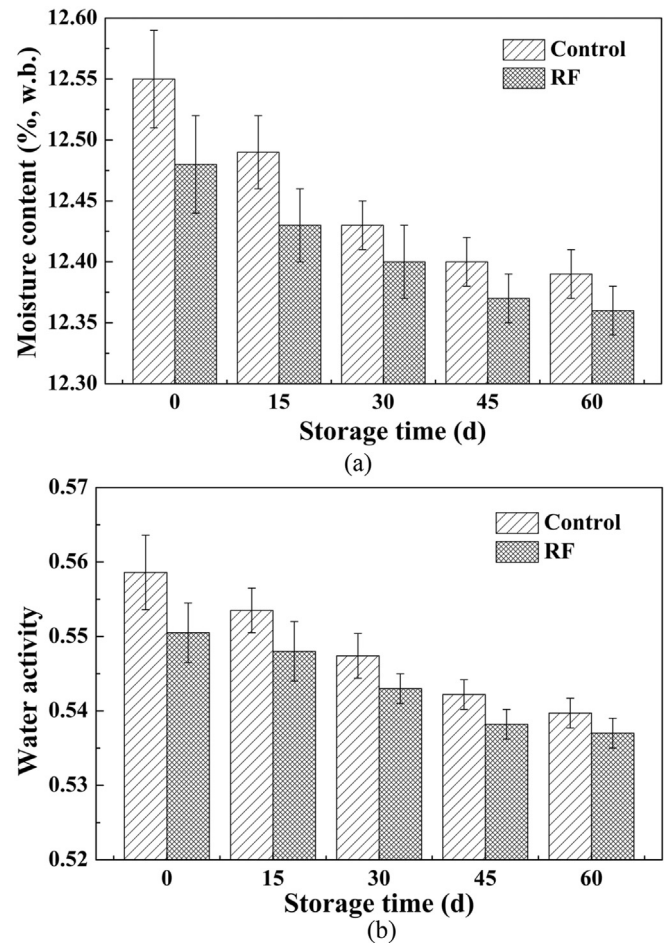 12.60
12.55
12.50
12.45
12.40
12.35
12.30
Moisture content (%, w.b.)
Control
RF
0 15 30 45 60
Storage time (d)
(a)
0.57
0.56
0.55
0.54
0.53
0.52
Water activity
Control
RF
0 15 30 45 60
Storage time (d)
(b)